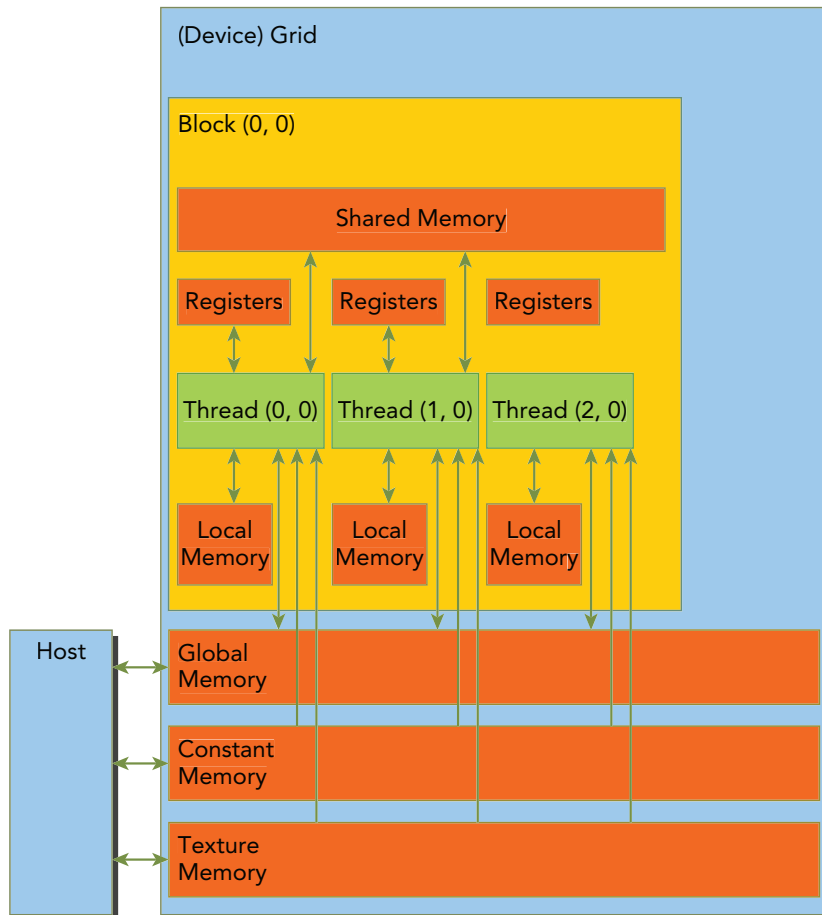 (Device) Grid
Block (0, 0)
Shared Memory
Registers
Registers
Registers
Thread (0, 0)
Thread (1, 0)
Thread (2, 0)
Local
Memory
Local
Memory
Local
Memory
Host
Global
Memory
Constant
Memory
Texture
Memory